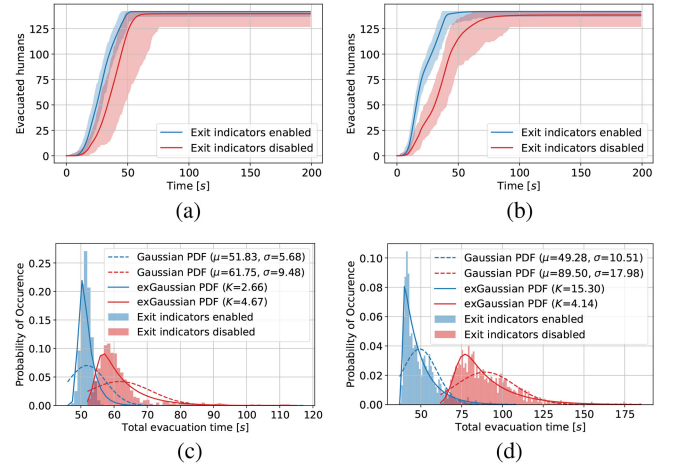 125
100
75
50
25
0
Evacuated humans
Exit indicators enabled
Exit indicators disabled
0 50 100 150 200
Time [s]
(a)
125
100
75
50
25
0
Evacuated humans
Exit indicators enabled
Exit indicators disabled
0 50 100 150 200
Time [s]
(b)
0.25
0.20
0.15
0.10
0.05
0.00
Probability of Occurence
Gaussian PDF (μ=51.83, σ=5.68)
Gaussian PDF (μ=61.75, σ=9.48)
exGaussian PDF (K=2.66)
exGaussian PDF (K=4.67)
Exit indicators enabled
Exit indicators disabled
50 60 70 80 90 100 110 120
Total evacuation time [s]
(c)
0.10
0.08
0.06
0.04
0.02
0.00
Probability of Occurence
Gaussian PDF (μ=49.28, σ=10.51)
Gaussian PDF (μ=89.50, σ=17.98)
exGaussian PDF (K=15.30)
exGaussian PDF (K=4.14)
Exit indicators enabled
Exit indicators disabled
50 75 100 125 150 175
Total evacuation time [s]
(d)